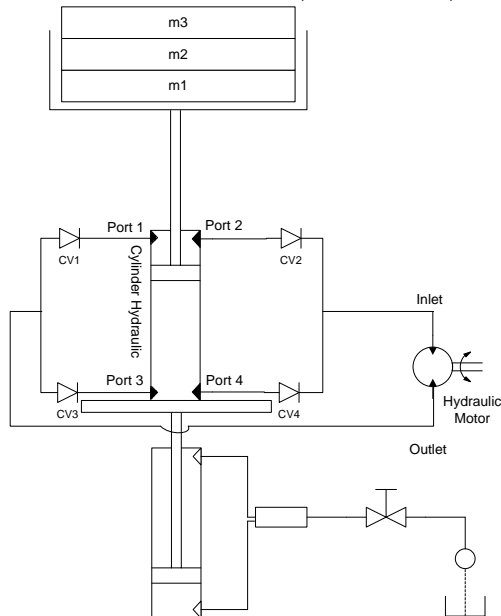 m3
m2
m1
Port 1
Port 2
CV1
CV2
Cylinder Hydraulic
Inlet
Port 3
Port 4
CV3
CV4
Hydraulic
Motor
Outlet